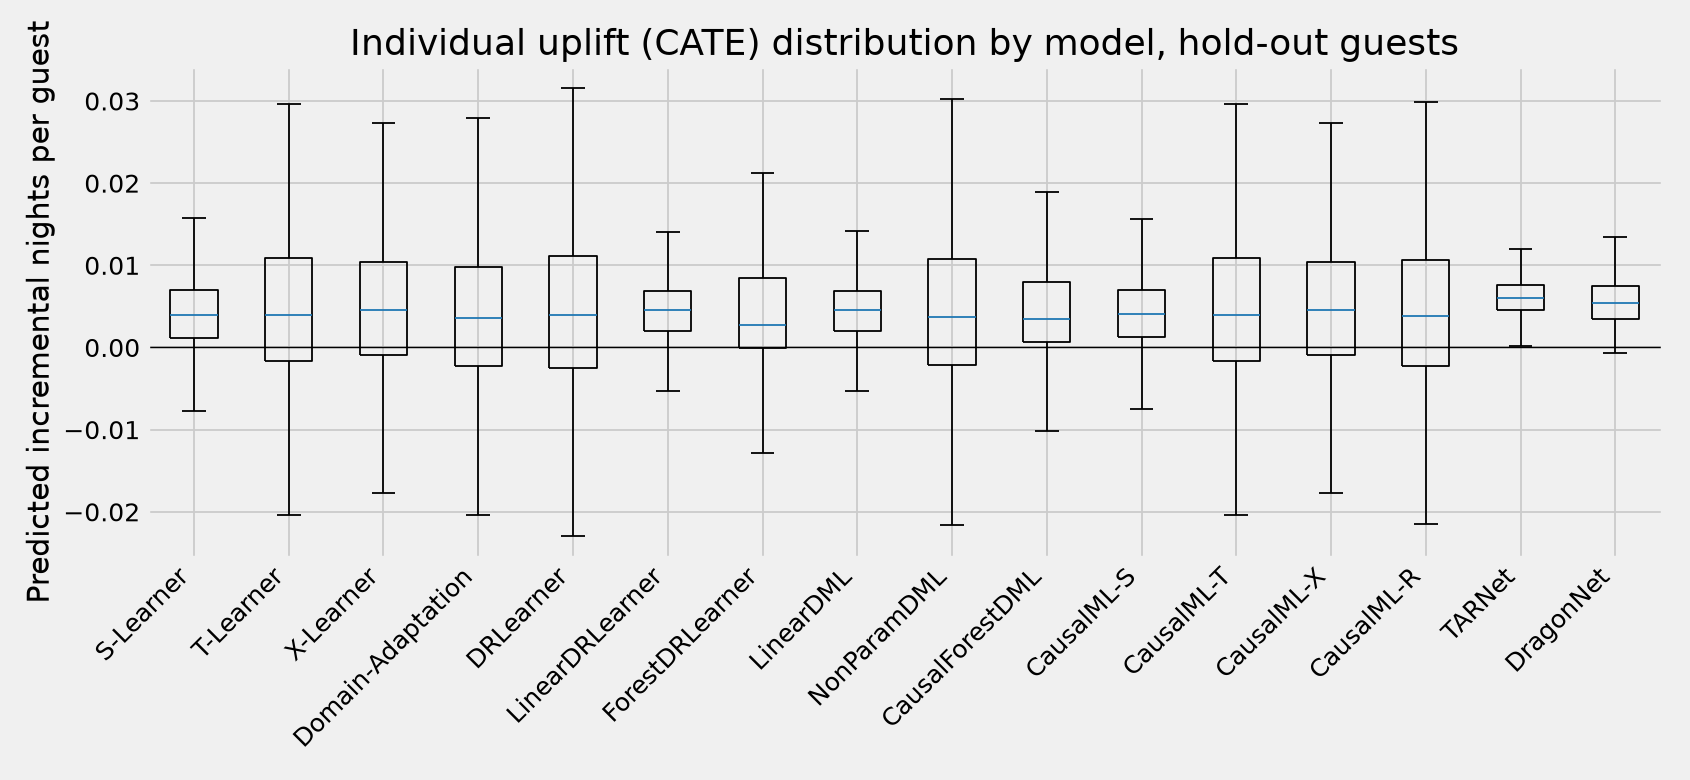 Individual uplift (CATE) distribution by model, hold-out guests
Predicted incremental nights per guest
0.03
0.02
0.01
0.00
−0.01
−0.02
S-Learner
T-Learner
X-Learner
Domain-Adaptation
DRLearner
LinearDRLearner
ForestDRLearner
LinearDML
NonParamDML
CausalForestDML
CausalML-S
CausalML-T
CausalML-X
CausalML-R
TARNet
DragonNet